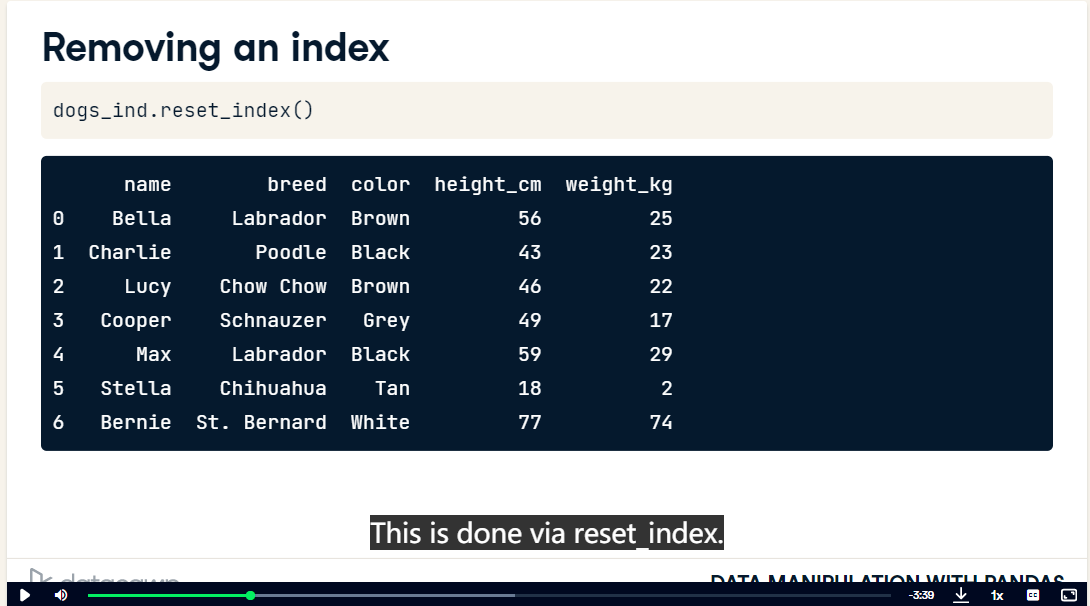 Removing an index
dogs_ind.reset_index()
name breed color height_cm weight_kg
0 Bella Labrador Brown 56 25
1 Charlie Poodle Black 43 23
2 Lucy Chow Chow Brown 46 22
3 Cooper Schnauzer Grey 49 17
4 Max Labrador Black 59 29
5 Stella Chihuahua Tan 18 2
6 Bernie St. Bernard White 77 74
This is done via reset_index.
datacamp DATA MANIPULATION WITH PANDAS
-3:39 1x CC